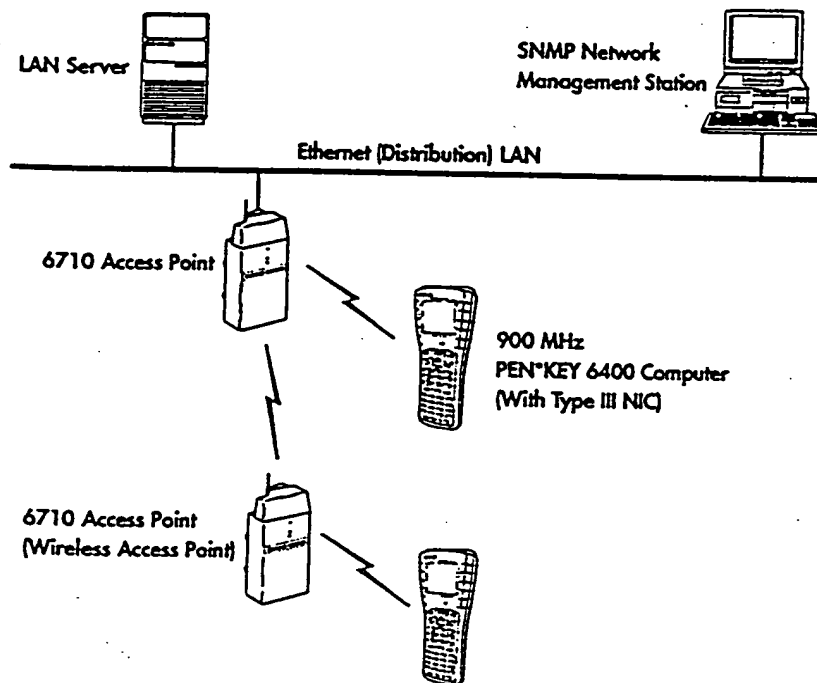 LAN Server
SNMP Network
Management Station
Ethernet (Distribution) LAN
6710 Access Point
900 MHz
PEN*KEY 6400 Computer
(With Type III NIC)
6710 Access Point
(Wireless Access Point)